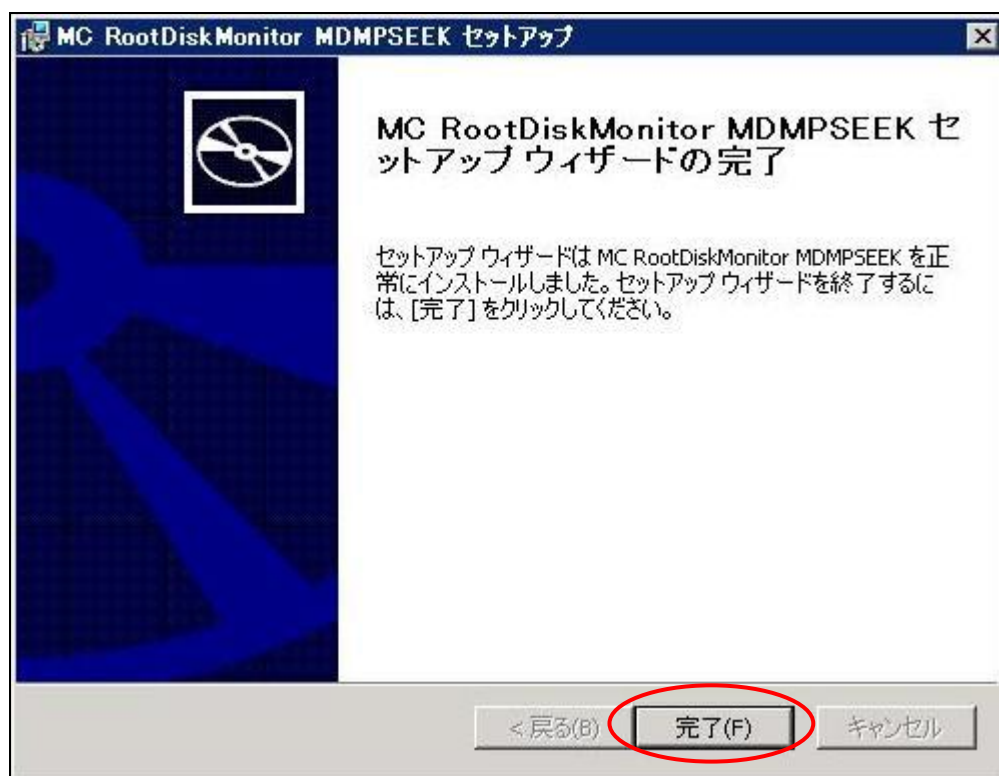 MC RootDiskMonitor MDMPSEEK セットアップ
MC RootDiskMonitor MDMPSEEK セ
ットアップ ウィザードの完了
セットアップ ウィザードは MC RootDiskMonitor MDMPSEEK を正
常にインストールしました。セットアップ ウィザードを終了するに
は、[完了] をクリックしてください。
< 戻る(B) 完了(F) キャンセル